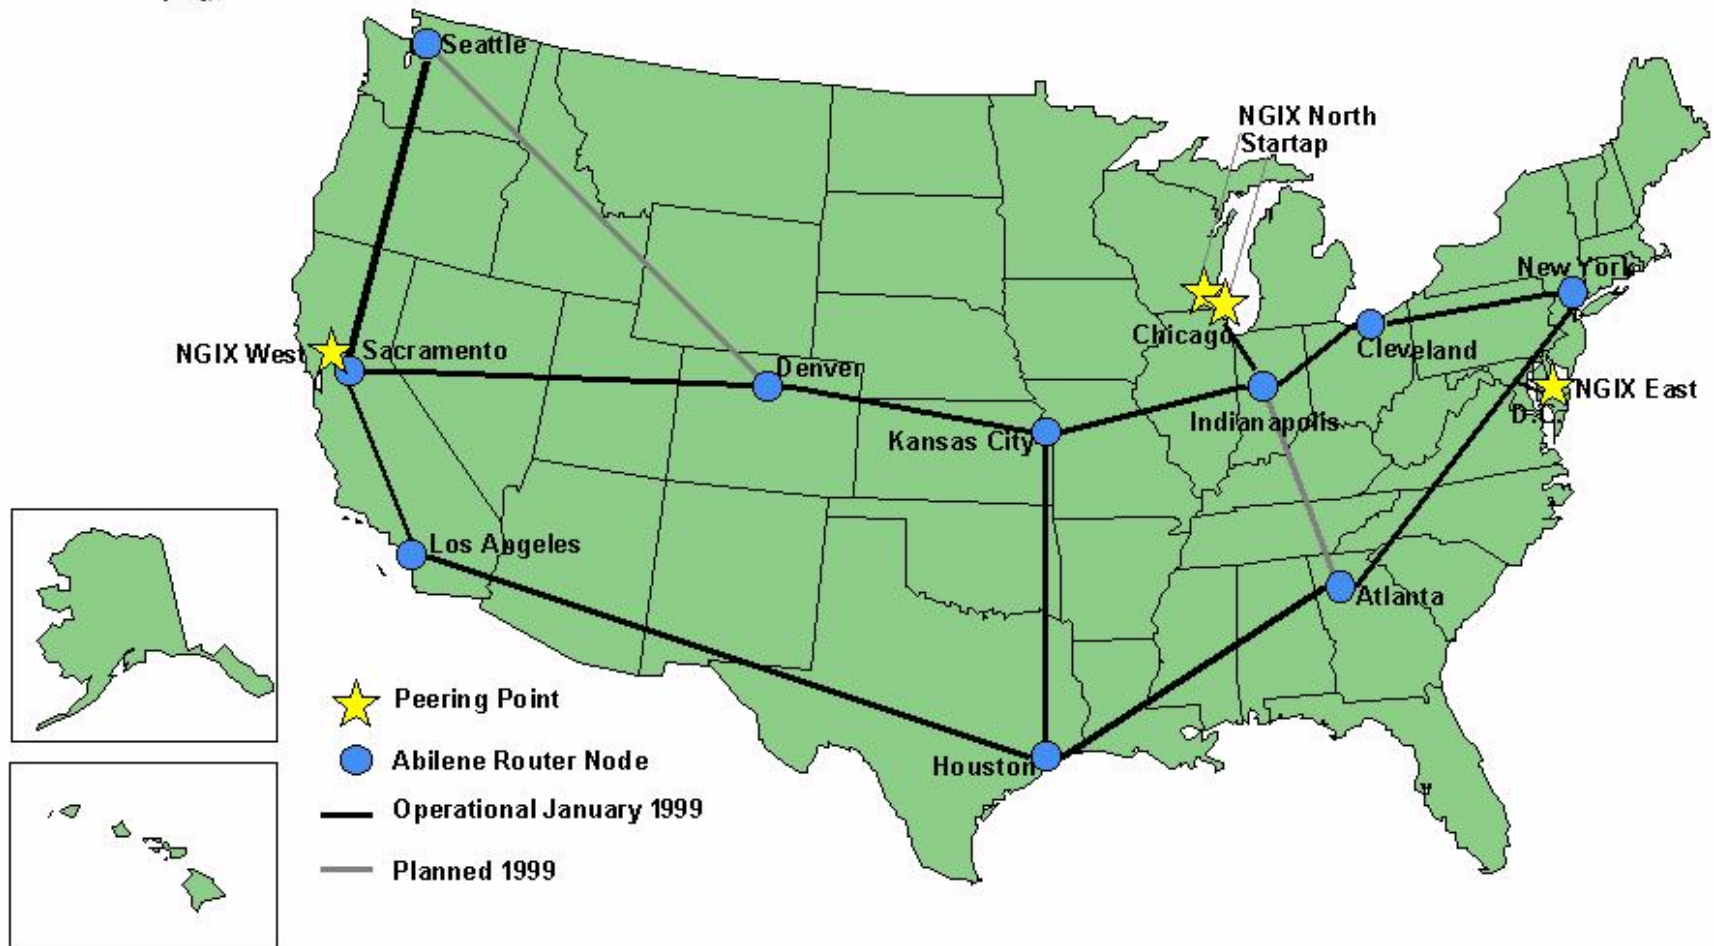 Seattle
NGIX North
Startap
New York
Chicago
Cleveland
NGIX West
Sacramento
Denver
NGIX East
D.C.
Indianapolis
Kansas City
Los Angeles
Atlanta
Houston
Peering Point
Abilene Router Node
Operational January 1999
Planned 1999